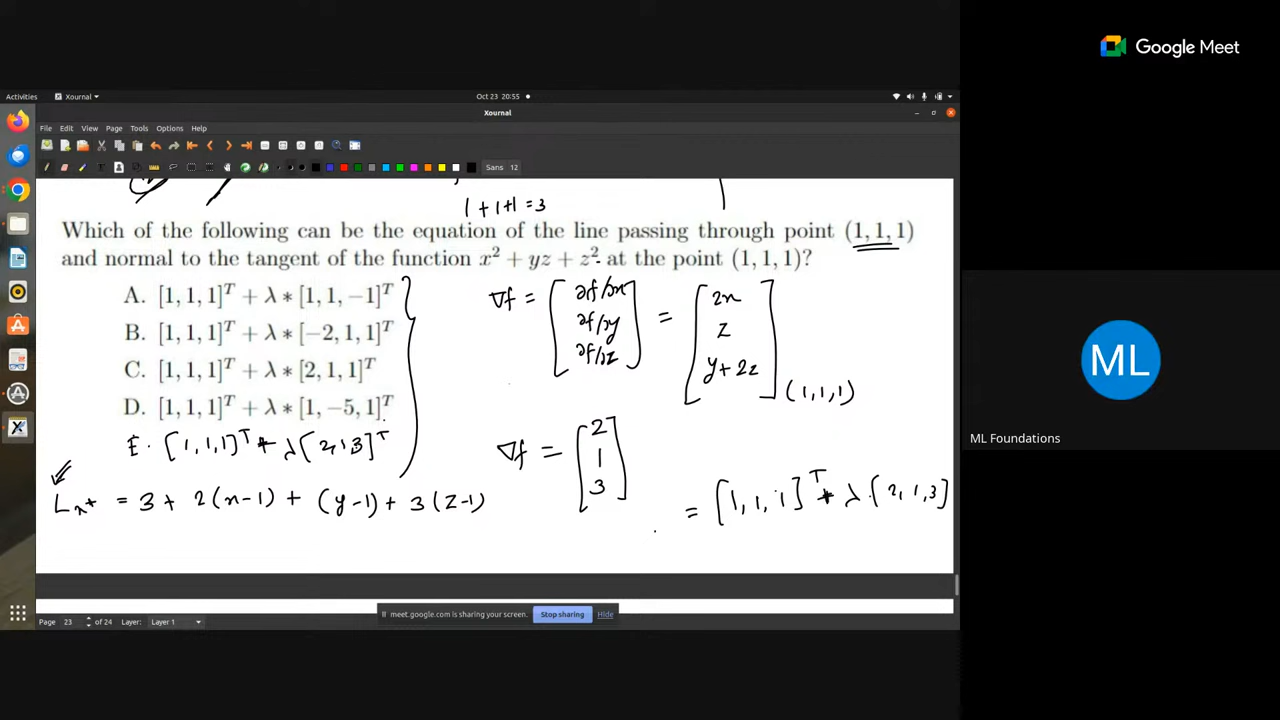 Google Meet
Activities
Xournal
Oct 23 20:55
Xournal
File Edit View Page Tools Options Help
Sans 12
1 + 1 + 1 = 3
Which of the following can be the equation of the line passing through point (1, 1, 1)
and normal to the tangent of the function x² + yz + z² at the point (1, 1, 1)?
A. [1, 1, 1]ᵀ + λ ∗ [1, 1, −1]ᵀ
B. [1, 1, 1]ᵀ + λ ∗ [−2, 1, 1]ᵀ
C. [1, 1, 1]ᵀ + λ ∗ [2, 1, 1]ᵀ
D. [1, 1, 1]ᵀ + λ ∗ [1, −5, 1]ᵀ
E. [1, 1, 1]ᵀ + λ [2, 1, 3]ᵀ
∇f = [∂f/∂x ∂f/∂y ∂f/∂z] = [2x z y+2z] (1, 1, 1)
∇f = [2 1 3]
L x* = 3 + 2(x-1) + (y-1) + 3(z-1)
= [1, 1, 1]ᵀ + λ.[2, 1, 3]
ML
ML Foundations
meet.google.com is sharing your screen. Stop sharing Hide
Page 23 of 24 Layer: Layer 1